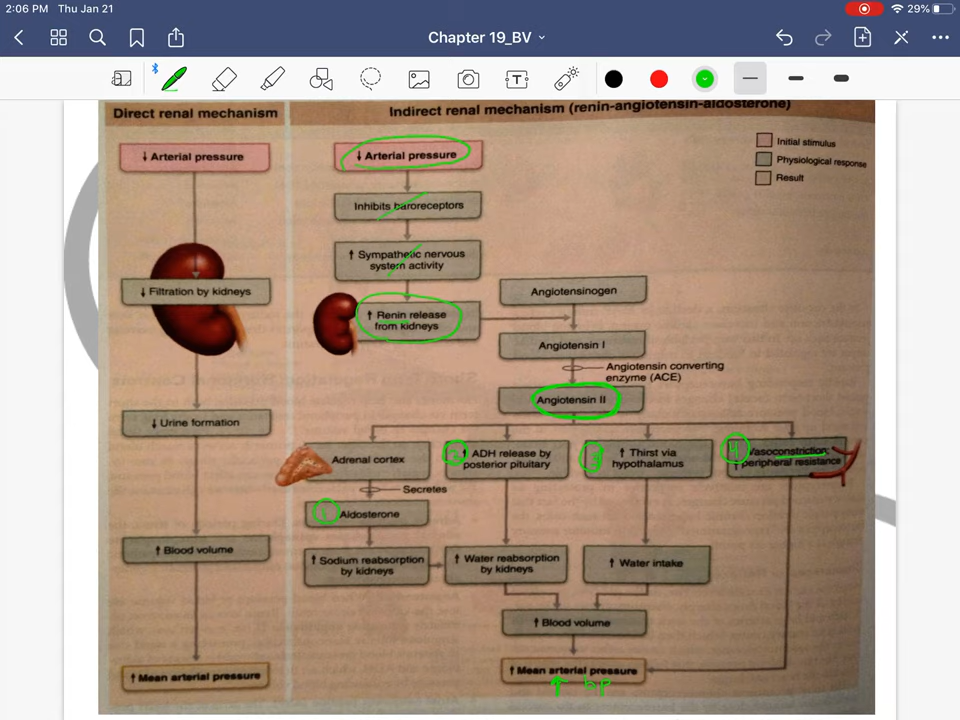 2:06 PM Thu Jan 21
29%
Chapter 19_BV
Direct renal mechanism
Indirect renal mechanism (renin-angiotensin-aldosterone)
Initial stimulus
Physiological response
Result
↓ Arterial pressure
↓ Filtration by kidneys
↓ Urine formation
↑ Blood volume
↑ Mean arterial pressure
↓ Arterial pressure
Inhibits baroreceptors
↑ Sympathetic nervous
system activity
↑ Renin release
from kidneys
Angiotensinogen
Angiotensin I
Angiotensin converting
enzyme (ACE)
Angiotensin II
Adrenal cortex
Secretes
1
Aldosterone
↑ Sodium reabsorption
by kidneys
2
↑ ADH release by
posterior pituitary
↑ Water reabsorption
by kidneys
3
↑ Thirst via
hypothalamus
↑ Water intake
4
Vasoconstriction;
↑ peripheral resistance
↑ Blood volume
↑ Mean arterial pressure
↑ bp